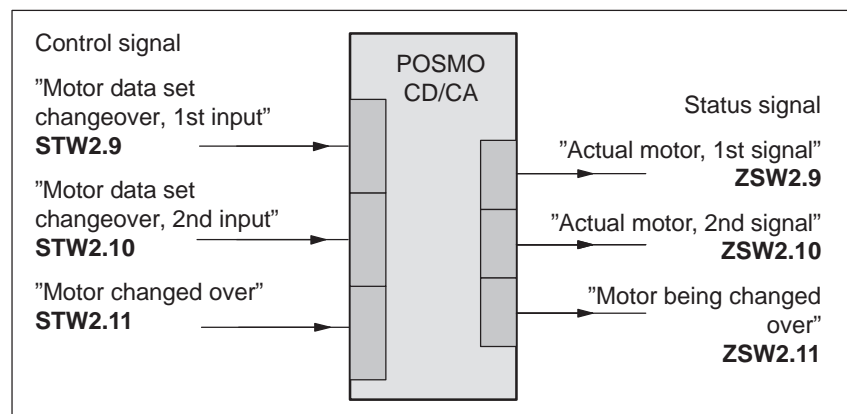 Control signal
”Motor data set
changeover, 1st input”
STW2.9
”Motor data set
changeover, 2nd input”
STW2.10
”Motor changed over”
STW2.11
POSMO
CD/CA
Status signal
”Actual motor, 1st signal”
ZSW2.9
”Actual motor, 2nd signal”
ZSW2.10
”Motor being changed
over”
ZSW2.11